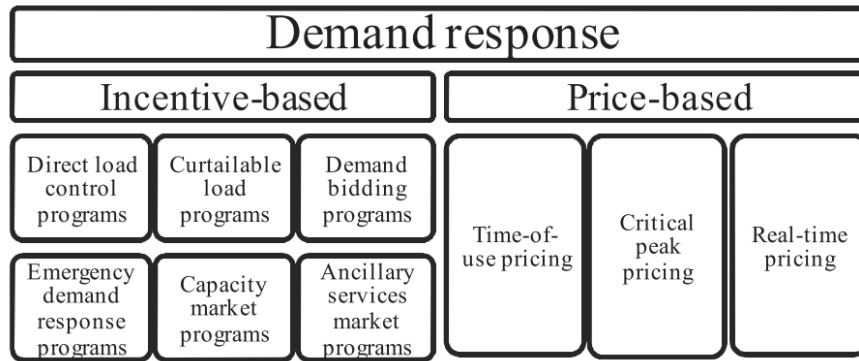 Demand response
Incentive-based
Price-based
Direct load
control
programs
Curtailable
load
programs
Demand
bidding
programs
Emergency
demand
response
programs
Capacity
market
programs
Ancillary
services
market
programs
Time-of-
use pricing
Critical
peak
pricing
Real-time
pricing